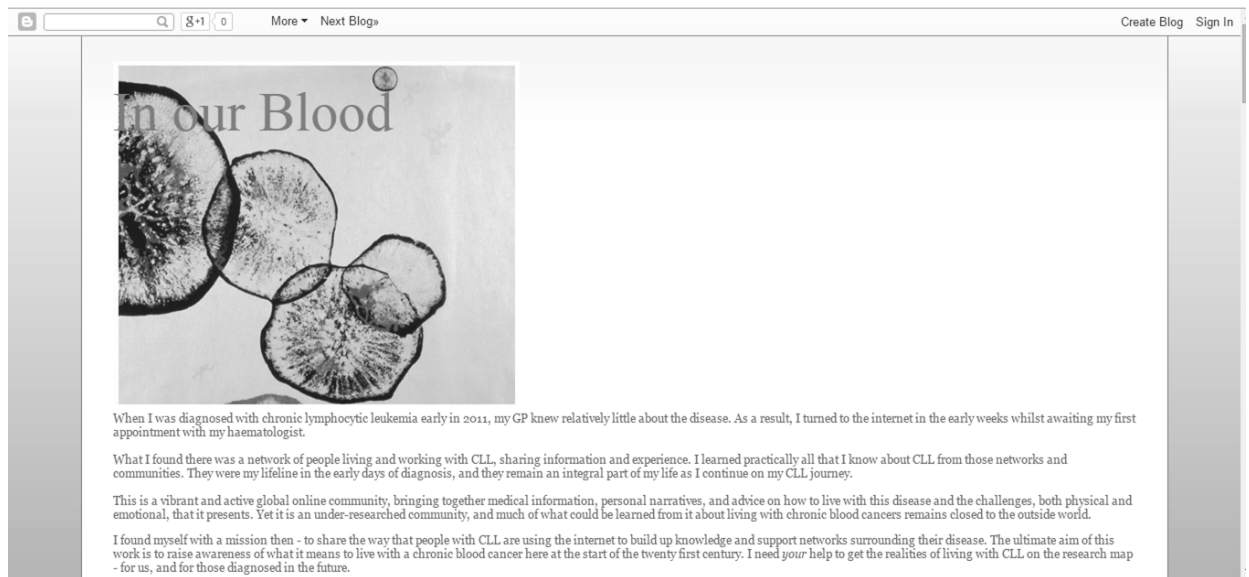 g+1 0 More Next Blog» Create Blog Sign In
In our Blood
When I was diagnosed with chronic lymphocytic leukemia early in 2011, my GP knew relatively little about the disease. As a result, I turned to the internet in the early weeks whilst awaiting my first
appointment with my haematologist.
What I found there was a network of people living and working with CLL, sharing information and experience. I learned practically all that I know about CLL from those networks and
communities. They were my lifeline in the early days of diagnosis, and they remain an integral part of my life as I continue on my CLL journey.
This is a vibrant and active global online community, bringing together medical information, personal narratives, and advice on how to live with this disease and the challenges, both physical and
emotional, that it presents. Yet it is an under-researched community, and much of what could be learned from it about living with chronic blood cancers remains closed to the outside world.
I found myself with a mission then - to share the way that people with CLL are using the internet to build up knowledge and support networks surrounding their disease. The ultimate aim of this
work is to raise awareness of what it means to live with a chronic blood cancer here at the start of the twenty first century. I need your help to get the realities of living with CLL on the research map
- for us, and for those diagnosed in the future.